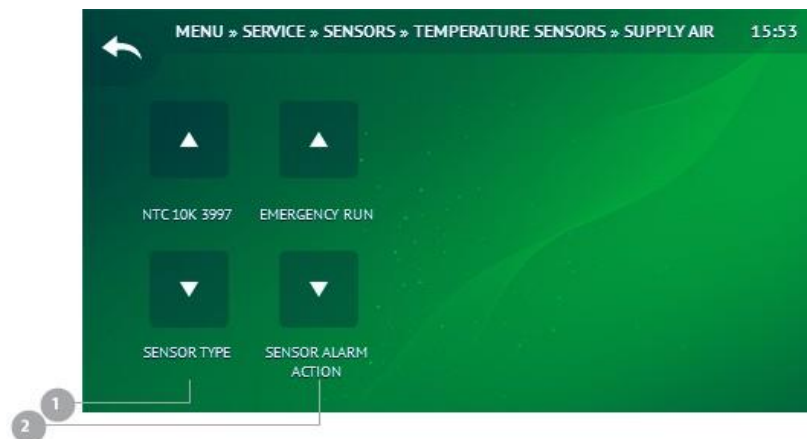 MENU » SERVICE » SENSORS » TEMPERATURE SENSORS » SUPPLY AIR 15:53
NTC 10K 3997 EMERGENCY RUN
SENSOR TYPE SENSOR ALARM
ACTION
1
2